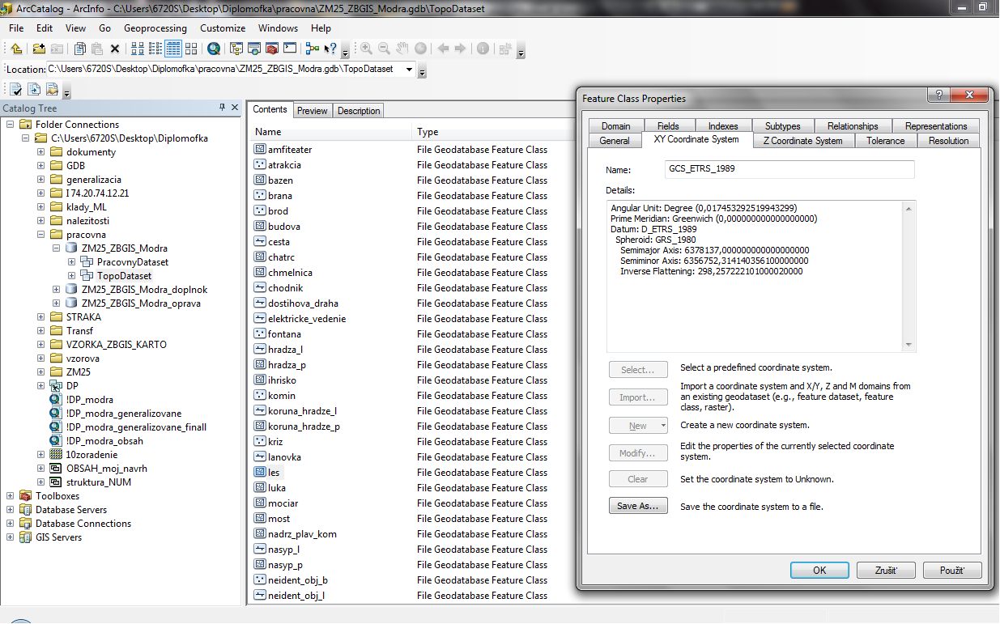 ArcCatalog - ArcInfo - C:\Users\6720S\Desktop\Diplomofka\pracovna\ZM25_ZBGIS_Modra.gdb\TopoDataset
File Edit View Go Geoprocessing Customize Windows Help
Location: C:\Users\6720S\Desktop\Diplomofka\pracovna\ZM25_ZBGIS_Modra.gdb\TopoDataset
Catalog Tree
Folder Connections
C:\Users\6720S\Desktop\Diplomofka
dokumenty
GDB
generalizacia
I 74.20.74.12.21
klady_ML
nalezitosti
pracovna
ZM25_ZBGIS_Modra
PracovnyDataset
TopoDataset
ZM25_ZBGIS_Modra_doplnok
ZM25_ZBGIS_Modra_oprava
STRAKA
Transf
VZORKA_ZBGIS_KARTO
vzorova
ZM25
DP
!DP_modra
!DP_modra_generalizovane
!DP_modra_generalizovane_finall
!DP_modra_obsah
10zoradenie
OBSAH_moj_navrh
struktura_NUM
Toolboxes
Database Servers
Database Connections
GIS Servers
Contents Preview Description
Name Type
amfiteater File Geodatabase Feature Class
atrakcia File Geodatabase Feature Class
bazen File Geodatabase Feature Class
brana File Geodatabase Feature Class
brod File Geodatabase Feature Class
budova File Geodatabase Feature Class
cesta File Geodatabase Feature Class
chatrc File Geodatabase Feature Class
chmelnica File Geodatabase Feature Class
chodnik File Geodatabase Feature Class
dostihova_draha File Geodatabase Feature Class
elektricke_vedenie File Geodatabase Feature Class
fontana File Geodatabase Feature Class
hradza_l File Geodatabase Feature Class
hradza_p File Geodatabase Feature Class
ihrisko File Geodatabase Feature Class
komin File Geodatabase Feature Class
koruna_hradze_l File Geodatabase Feature Class
koruna_hradze_p File Geodatabase Feature Class
kriz File Geodatabase Feature Class
lanovka File Geodatabase Feature Class
les File Geodatabase Feature Class
luka File Geodatabase Feature Class
mociar File Geodatabase Feature Class
most File Geodatabase Feature Class
nadrz_plav_kom File Geodatabase Feature Class
nasyp_l File Geodatabase Feature Class
nasyp_p File Geodatabase Feature Class
neident_obj_b File Geodatabase Feature Class
neident_obj_l File Geodatabase Feature Class
Feature Class Properties
Domain Fields Indexes Subtypes Relationships Representations
General XY Coordinate System Z Coordinate System Tolerance Resolution
Name: GCS_ETRS_1989
Details:
Angular Unit: Degree (0,017453292519943299)
Prime Meridian: Greenwich (0,000000000000000000)
Datum: D_ETRS_1989
Spheroid: GRS_1980
Semimajor Axis: 6378137,000000000000000000
Semiminor Axis: 6356752,314140356100000000
Inverse Flattening: 298,257222101000020000
Select... Select a predefined coordinate system.
Import... Import a coordinate system and X/Y, Z and M domains from
an existing geodataset (e.g., feature dataset, feature
class, raster).
New Create a new coordinate system.
Modify... Edit the properties of the currently selected coordinate
system.
Clear Set the coordinate system to Unknown.
Save As... Save the coordinate system to a file.
OK Zrušiť Použiť